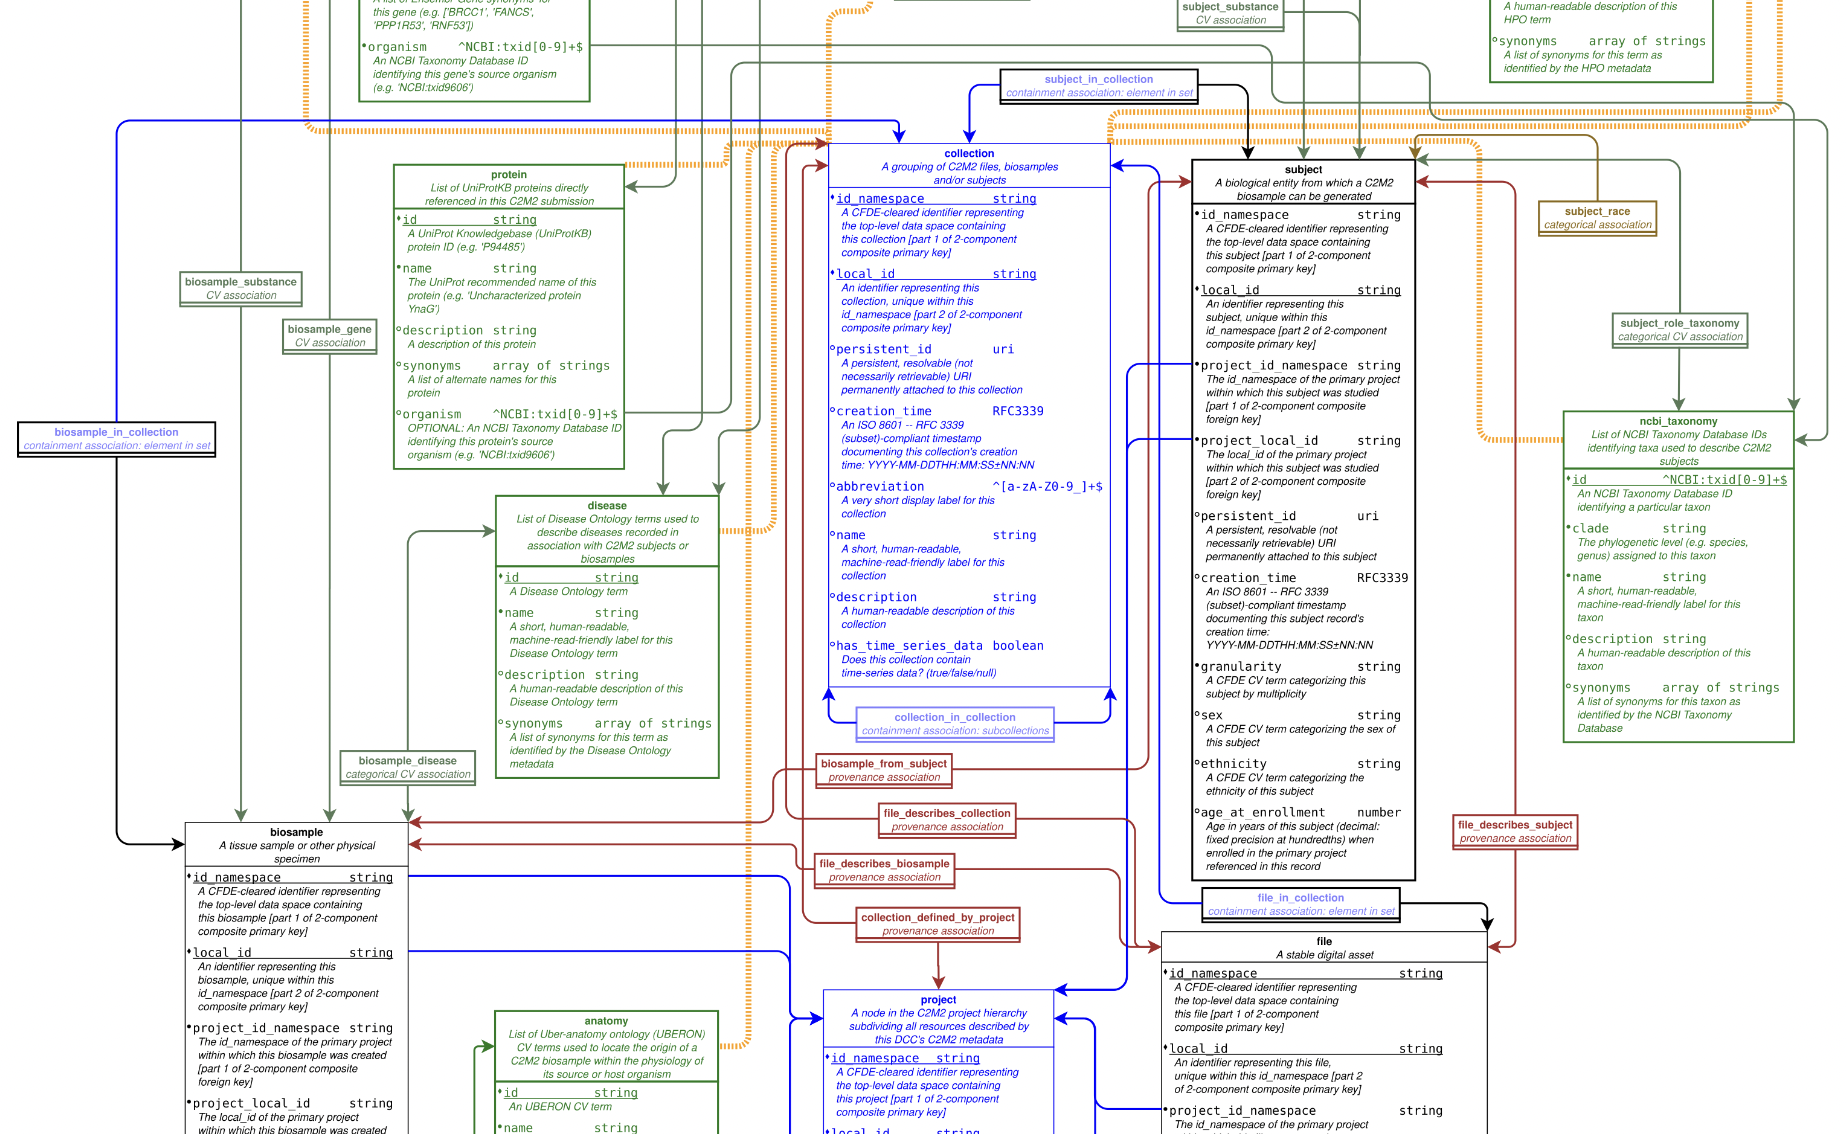 A list of Ensembl Gene synonyms for
this gene (e.g. ['BRCC1', 'FANCS',
'PPP1R53', 'RNF53'])
organism ^NCBI:txid[0-9]+$
An NCBI Taxonomy Database ID
identifying this gene's source organism
(e.g. 'NCBI:txid9606')
subject_substance
CV association
A human-readable description of this
HPO term
synonyms array of strings
A list of synonyms for this term as
identified by the HPO metadata
subject_in_collection
containment association: element in set
protein
List of UniProtKB proteins directly
referenced in this C2M2 submission
id string
A UniProt Knowledgebase (UniProtKB)
protein ID (e.g. 'P94485')
name string
The UniProt recommended name of this
protein (e.g. 'Uncharacterized protein
YnaG')
description string
A description of this protein
synonyms array of strings
A list of alternate names for this
protein
organism ^NCBI:txid[0-9]+$
OPTIONAL: An NCBI Taxonomy Database ID
identifying this protein's source
organism (e.g. 'NCBI:txid9606')
biosample_substance
CV association
biosample_gene
CV association
biosample_in_collection
containment association: element in set
disease
List of Disease Ontology terms used to
describe diseases recorded in
association with C2M2 subjects or
biosamples
id string
A Disease Ontology term
name string
A short, human-readable,
machine-read-friendly label for this
Disease Ontology term
description string
A human-readable description of this
Disease Ontology term
synonyms array of strings
A list of synonyms for this term as
identified by the Disease Ontology
metadata
biosample_disease
categorical CV association
collection
A grouping of C2M2 files, biosamples
and/or subjects
id_namespace string
A CFDE-cleared identifier representing
the top-level data space containing
this collection [part 1 of 2-component
composite primary key]
local_id string
An identifier representing this
collection, unique within this
id_namespace [part 2 of 2-component
composite primary key]
persistent_id uri
A persistent, resolvable (not
necessarily retrievable) URI
permanently attached to this collection
creation_time RFC3339
An ISO 8601 -- RFC 3339
(subset)-compliant timestamp
documenting this collection's creation
time: YYYY-MM-DDTHH:MM:SS±NN:NN
abbreviation ^[a-zA-Z0-9_]+$
A very short display label for this
collection
name string
A short, human-readable,
machine-read-friendly label for this
collection
description string
A human-readable description of this
collection
has_time_series_data boolean
Does this collection contain
time-series data? (true/false/null)
collection_in_collection
containment association: subcollections
biosample_from_subject
provenance association
file_describes_collection
provenance association
file_describes_biosample
provenance association
collection_defined_by_project
provenance association
subject
A biological entity from which a C2M2
biosample can be generated
id_namespace string
A CFDE-cleared identifier representing
the top-level data space containing
this subject [part 1 of 2-component
composite primary key]
local_id string
An identifier representing this
subject, unique within this
id_namespace [part 2 of 2-component
composite primary key]
project_id_namespace string
The id_namespace of the primary project
within which this subject was studied
[part 1 of 2-component composite
foreign key]
project_local_id string
The local_id of the primary project
within which this subject was studied
[part 2 of 2-component composite
foreign key]
persistent_id uri
A persistent, resolvable (not
necessarily retrievable) URI
permanently attached to this subject
creation_time RFC3339
An ISO 8601 -- RFC 3339
(subset)-compliant timestamp
documenting this subject record's
creation time:
YYYY-MM-DDTHH:MM:SS±NN:NN
granularity string
A CFDE CV term categorizing this
subject by multiplicity
sex string
A CFDE CV term categorizing the sex of
this subject
ethnicity string
A CFDE CV term categorizing the
ethnicity of this subject
age_at_enrollment number
Age in years of this subject (decimal:
fixed precision at hundredths) when
enrolled in the primary project
referenced in this record
subject_race
categorical association
subject_role_taxonomy
categorical CV association
ncbi_taxonomy
List of NCBI Taxonomy Database IDs
identifying taxa used to describe C2M2
subjects
id ^NCBI:txid[0-9]+$
An NCBI Taxonomy Database ID
identifying a particular taxon
clade string
The phylogenetic level (e.g. species,
genus) assigned to this taxon
name string
A short, human-readable,
machine-read-friendly label for this
taxon
description string
A human-readable description of this
taxon
synonyms array of strings
A list of synonyms for this taxon as
identified by the NCBI Taxonomy
Database
file_describes_subject
provenance association
file_in_collection
containment association: element in set
biosample
A tissue sample or other physical
specimen
id_namespace string
A CFDE-cleared identifier representing
the top-level data space containing
this biosample [part 1 of 2-component
composite primary key]
local_id string
An identifier representing this
biosample, unique within this
id_namespace [part 2 of 2-component
composite primary key]
project_id_namespace string
The id_namespace of the primary project
within which this biosample was created
[part 1 of 2-component composite
foreign key]
project_local_id string
The local_id of the primary project
within which this biosample was created
anatomy
List of Uber-anatomy ontology (UBERON)
CV terms used to locate the origin of a
C2M2 biosample within the physiology of
its source or host organism
id string
An UBERON CV term
name string
project
A node in the C2M2 project hierarchy
subdividing all resources described by
this DCC's C2M2 metadata
id_namespace string
A CFDE-cleared identifier representing
the top-level data space containing
this project [part 1 of 2-component
composite primary key]
local_id string
file
A stable digital asset
id_namespace string
A CFDE-cleared identifier representing
the top-level data space containing
this file [part 1 of 2-component
composite primary key]
local_id string
An identifier representing this file,
unique within this id_namespace [part 2
of 2-component composite primary key]
project_id_namespace string
The id_namespace of the primary project